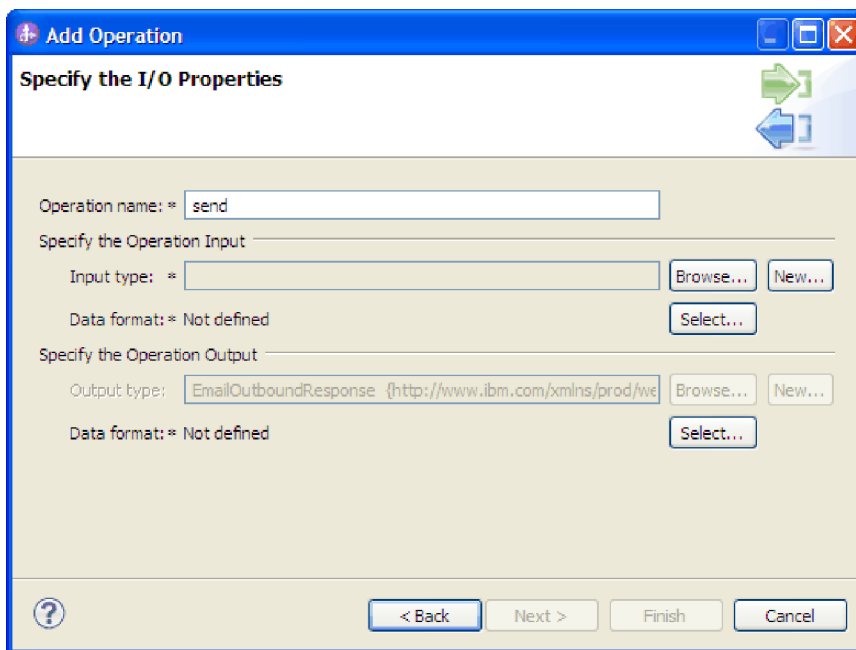 Add Operation
Specify the I/O Properties
Operation name: * send
Specify the Operation Input
Input type: * Browse... New...
Data format: * Not defined Select...
Specify the Operation Output
Output type: EmailOutboundResponse {http://www.ibm.com/xmlns/prod/we Browse... New...
Data format: * Not defined Select...
? < Back Next > Finish Cancel